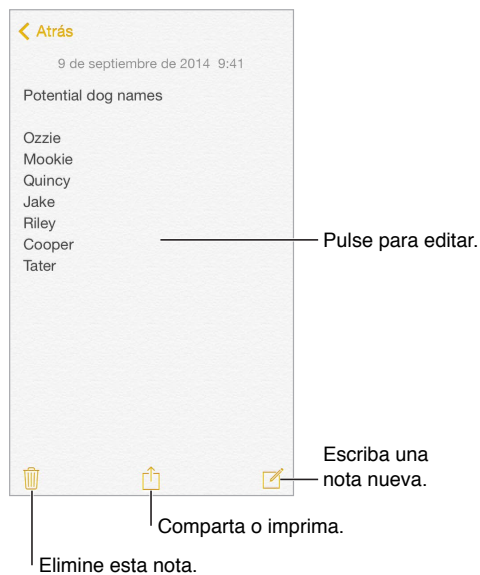 Atrás
9 de septiembre de 2014 9:41
Potential dog names
Ozzie
Mookie
Quincy
Jake
Riley
Cooper
Tater
Pulse para editar.
Escriba una
nota nueva.
Comparta o imprima.
Elimine esta nota.